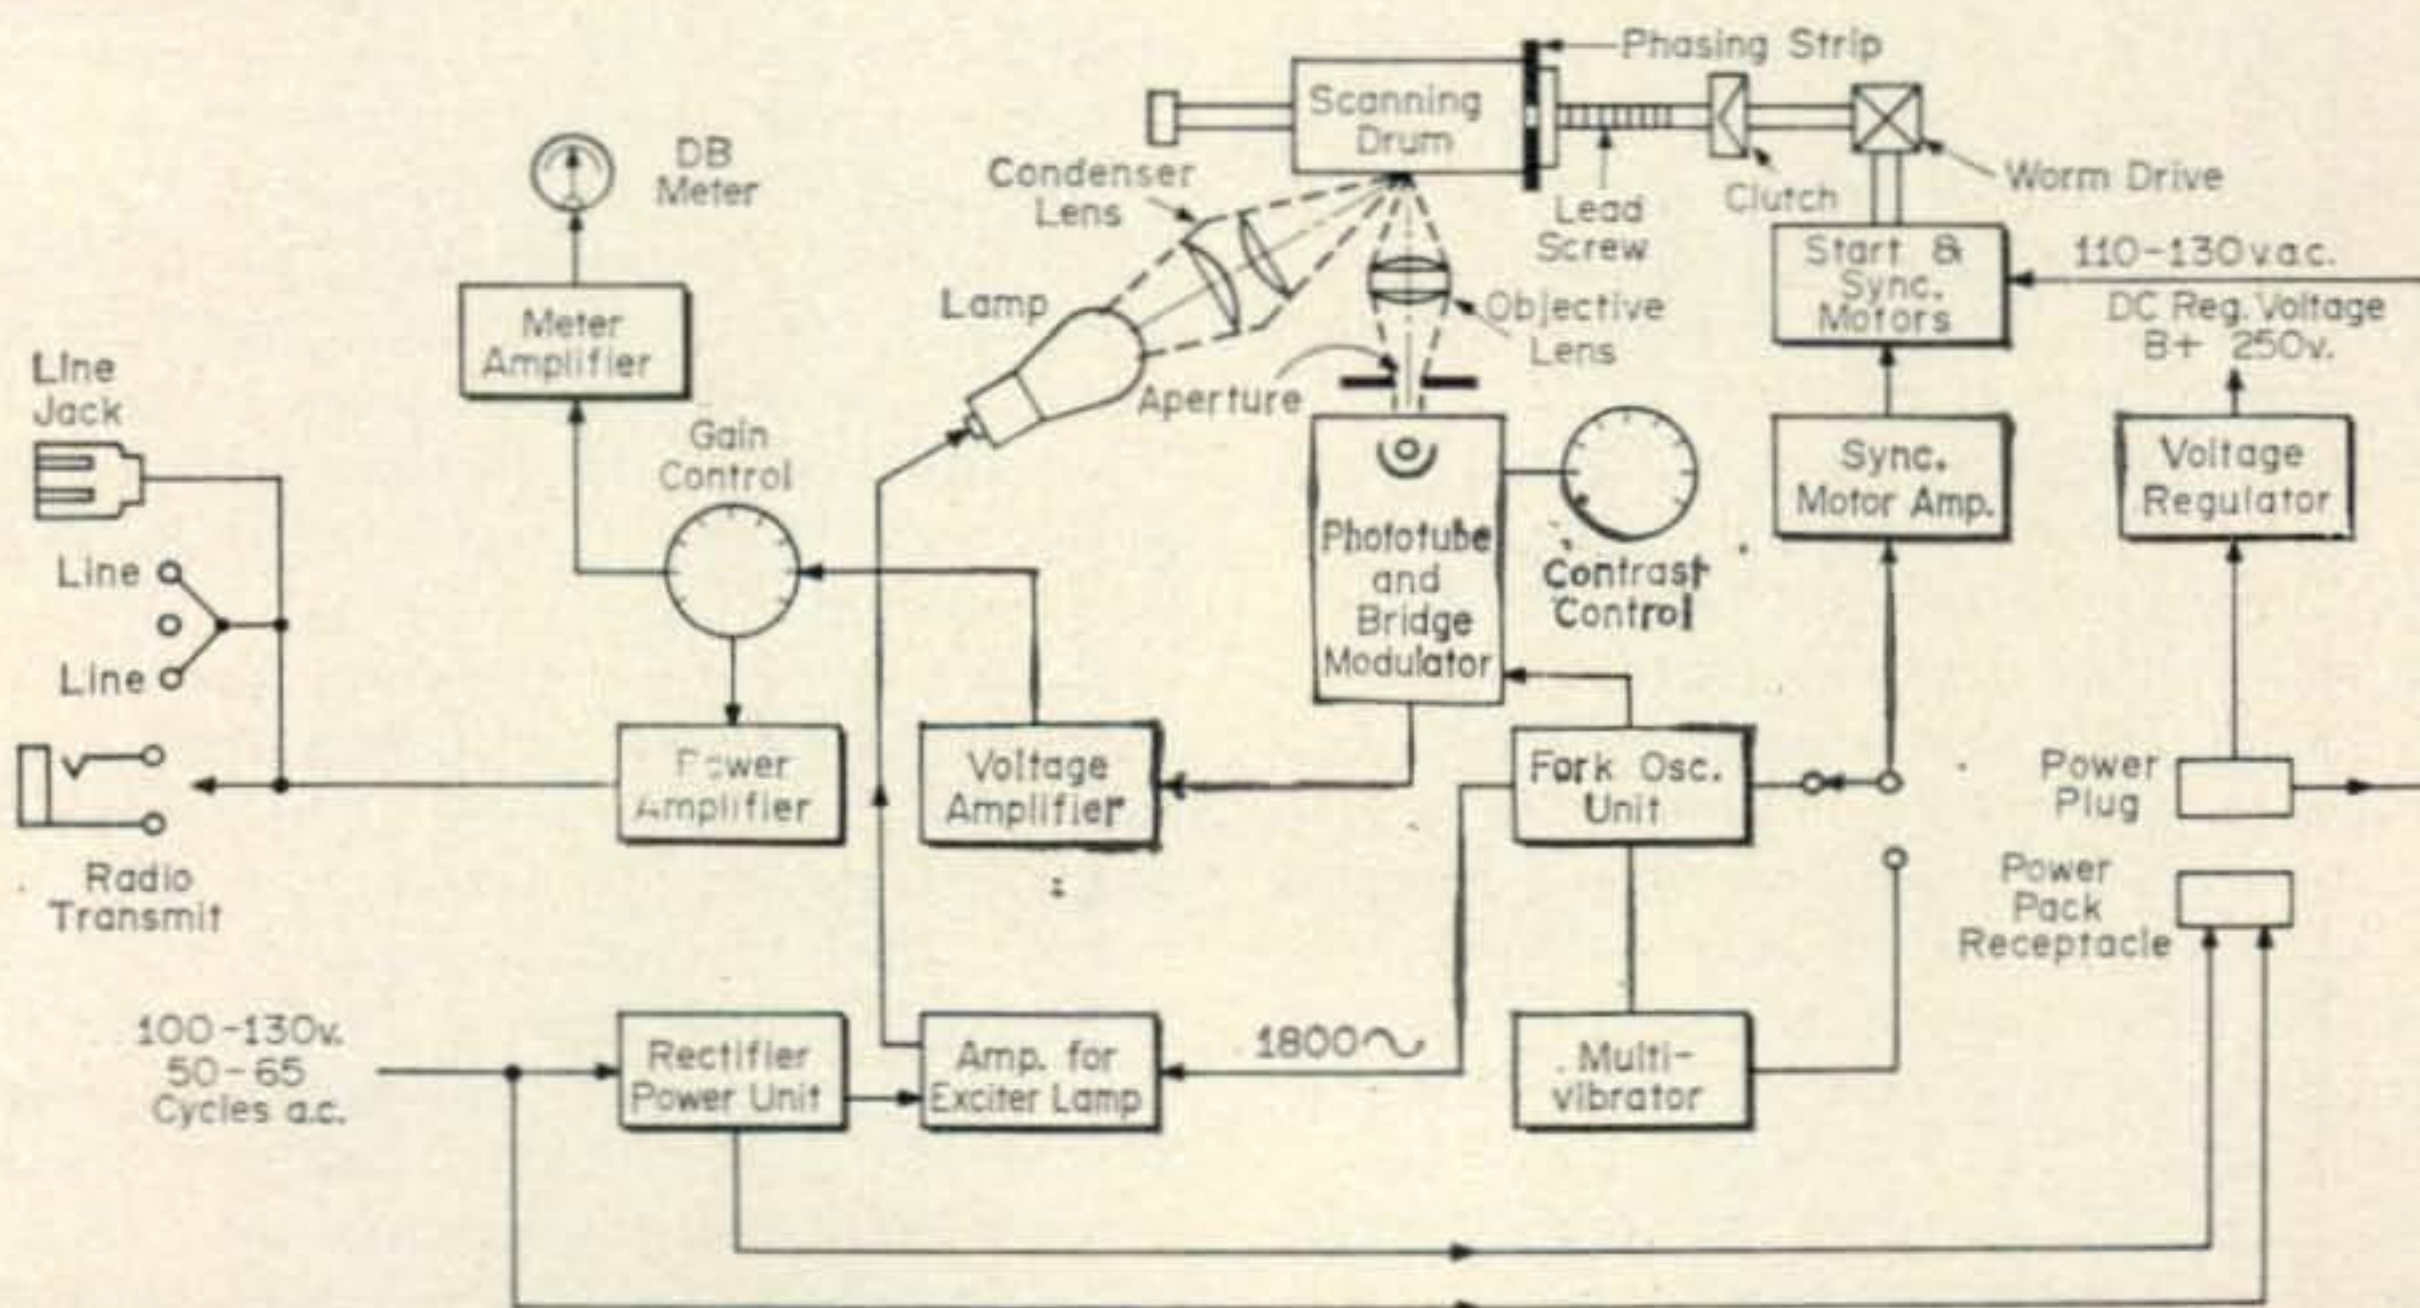 Phasing Strip
Scanning
Drum
DB
Meter
Condenser
Lens
Worm Drive
Clutch
Lead
Screw
Start &
Sync.
Motors
110-130 v.a.c.
DC Reg. Voltage
B+ 250v.
Lamp
Objective
Lens
Meter
Amplifier
Line
Jack
Aperture
Gain
Control
Sync.
Motor Amp.
Voltage
Regulator
Phototube
and
Bridge
Modulator
Contrast
Control
Line
Line
Power
Amplifier
Voltage
Amplifier
Fork Osc.
Unit
Power
Plug
Radio
Transmit
Power
Pack
Receptacle
100-130v.
50-65
Cycles a.c.
Rectifier
Power Unit
Amp. for
Exciter Lamp
1800~
Multi-
vibrator